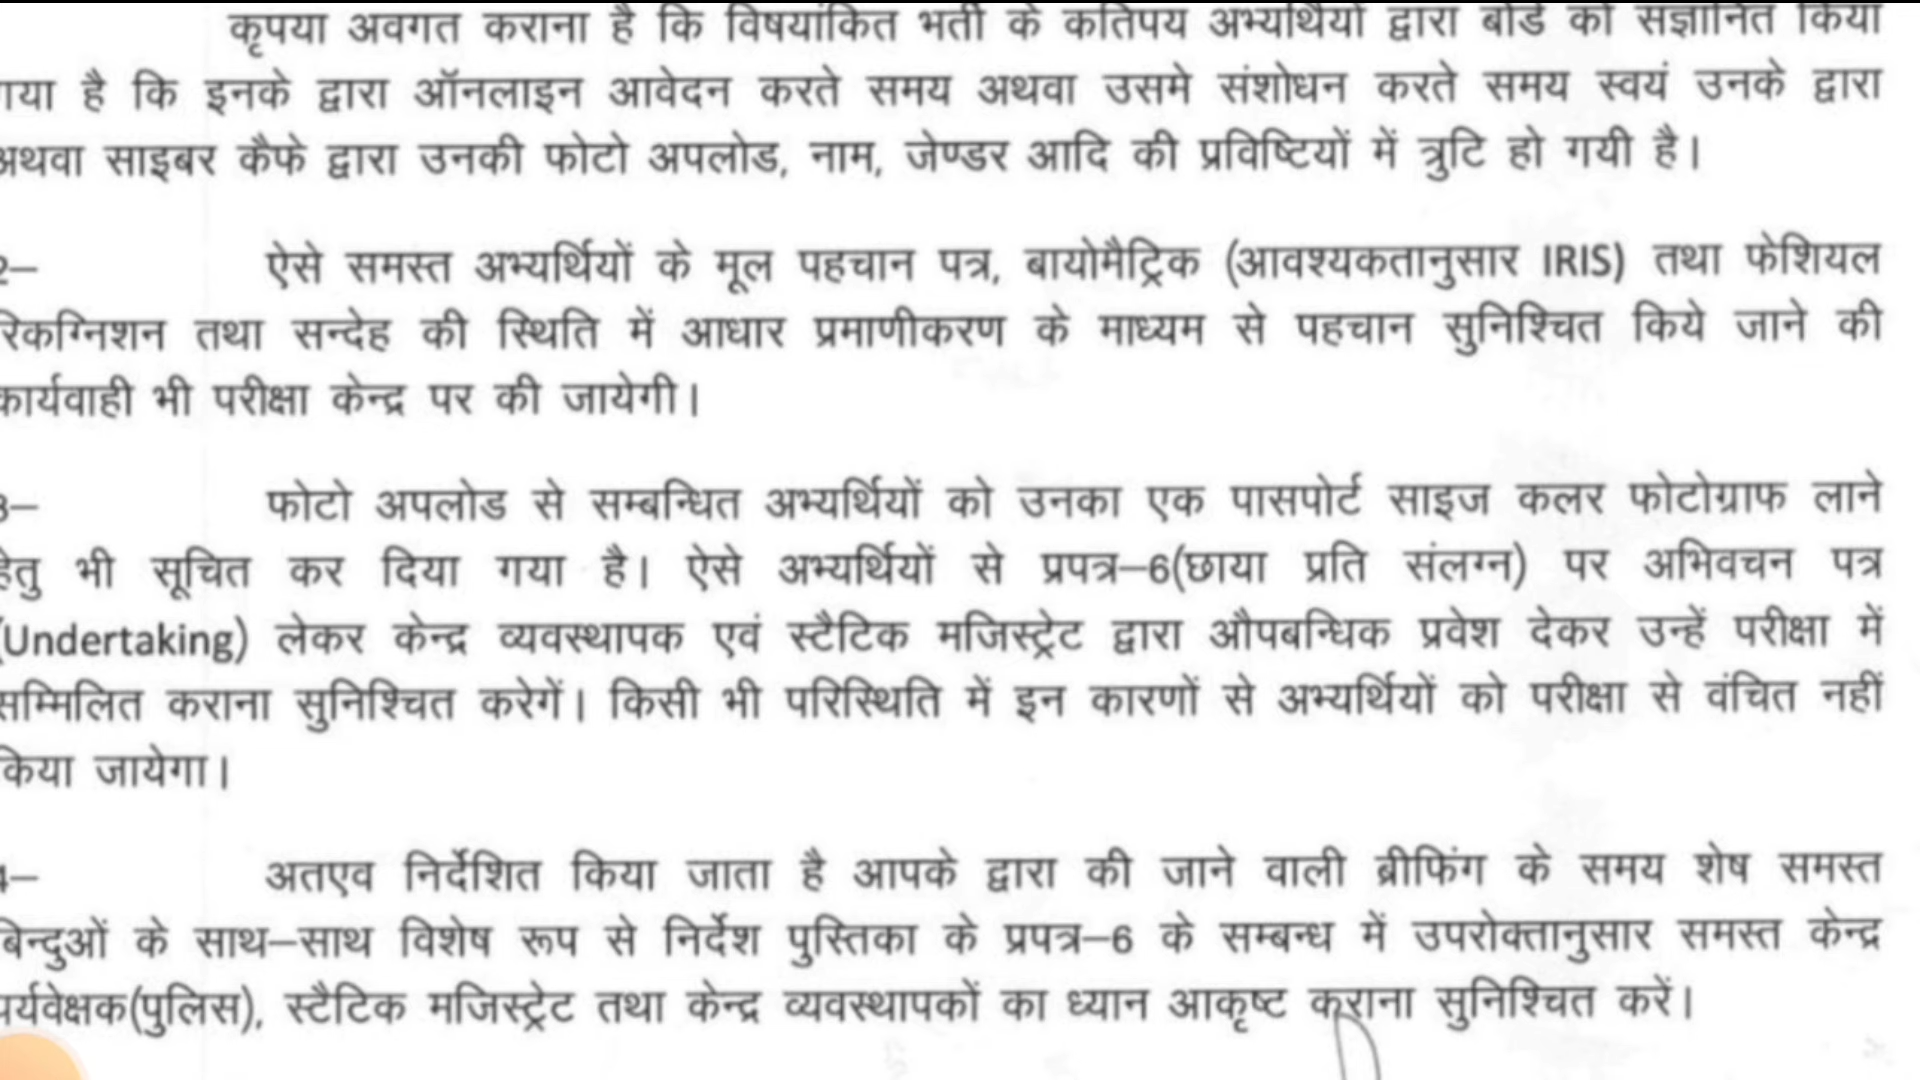 कृपया अवगत कराना है कि विषयांकित भर्ती के कतिपय अभ्यर्थियों द्वारा बोर्ड को संज्ञानित किया
गया है कि इनके द्वारा ऑनलाइन आवेदन करते समय अथवा उसमे संशोधन करते समय स्वयं उनके द्वारा
अथवा साइबर कैफे द्वारा उनकी फोटो अपलोड, नाम, जेण्डर आदि की प्रविष्टियों में त्रुटि हो गयी है।
2— ऐसे समस्त अभ्यर्थियों के मूल पहचान पत्र, बायोमैट्रिक (आवश्यकतानुसार IRIS) तथा फेशियल
रिकग्निशन तथा सन्देह की स्थिति में आधार प्रमाणीकरण के माध्यम से पहचान सुनिश्चित किये जाने की
कार्यवाही भी परीक्षा केन्द्र पर की जायेगी।
3— फोटो अपलोड से सम्बन्धित अभ्यर्थियों को उनका एक पासपोर्ट साइज कलर फोटोग्राफ लाने
हेतु भी सूचित कर दिया गया है। ऐसे अभ्यर्थियों से प्रपत्र—6(छाया प्रति संलग्न) पर अभिवचन पत्र
(Undertaking) लेकर केन्द्र व्यवस्थापक एवं स्टैटिक मजिस्ट्रेट द्वारा औपबन्धिक प्रवेश देकर उन्हें परीक्षा में
सम्मिलित कराना सुनिश्चित करेगें। किसी भी परिस्थिति में इन कारणों से अभ्यर्थियों को परीक्षा से वंचित नहीं
किया जायेगा।
4— अतएव निर्देशित किया जाता है आपके द्वारा की जाने वाली ब्रीफिंग के समय शेष समस्त
बिन्दुओं के साथ—साथ विशेष रूप से निर्देश पुस्तिका के प्रपत्र—6 के सम्बन्ध में उपरोक्तानुसार समस्त केन्द्र
पर्यवेक्षक(पुलिस), स्टैटिक मजिस्ट्रेट तथा केन्द्र व्यवस्थापकों का ध्यान आकृष्ट कराना सुनिश्चित करें।